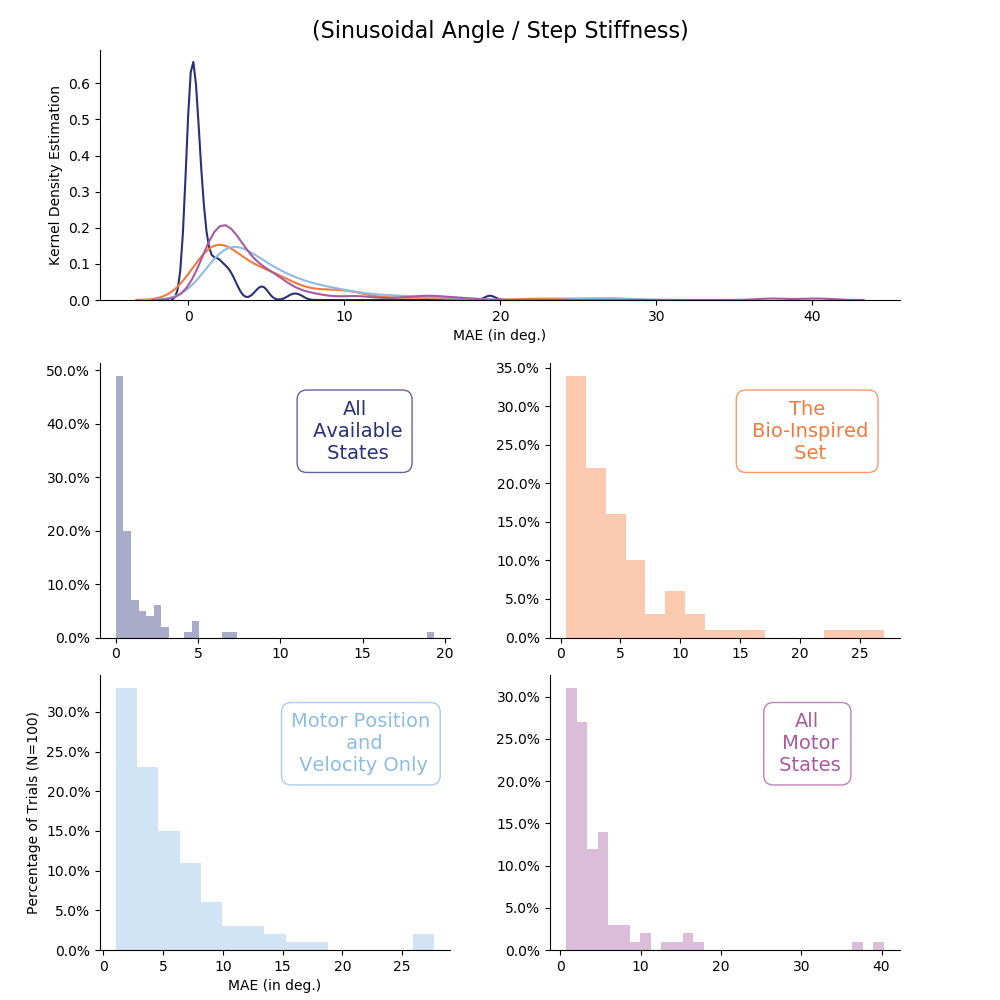 (Sinusoidal Angle / Step Stiffness)
Kernel Density Estimation
0.6
0.5
0.4
0.3
0.2
0.1
0.0
0 10 20 30 40
MAE (in deg.)
50.0%
40.0%
30.0%
20.0%
10.0%
0.0%
0 5 10 15 20
All
Available
States
35.0%
30.0%
25.0%
20.0%
15.0%
10.0%
5.0%
0.0%
0 5 10 15 20 25
The
Bio-Inspired
Set
Percentage of Trials (N=100)
30.0%
25.0%
20.0%
15.0%
10.0%
5.0%
0.0%
0 5 10 15 20 25
MAE (in deg.)
Motor Position
and
Velocity Only
30.0%
25.0%
20.0%
15.0%
10.0%
5.0%
0.0%
0 10 20 30 40
All
Motor
States